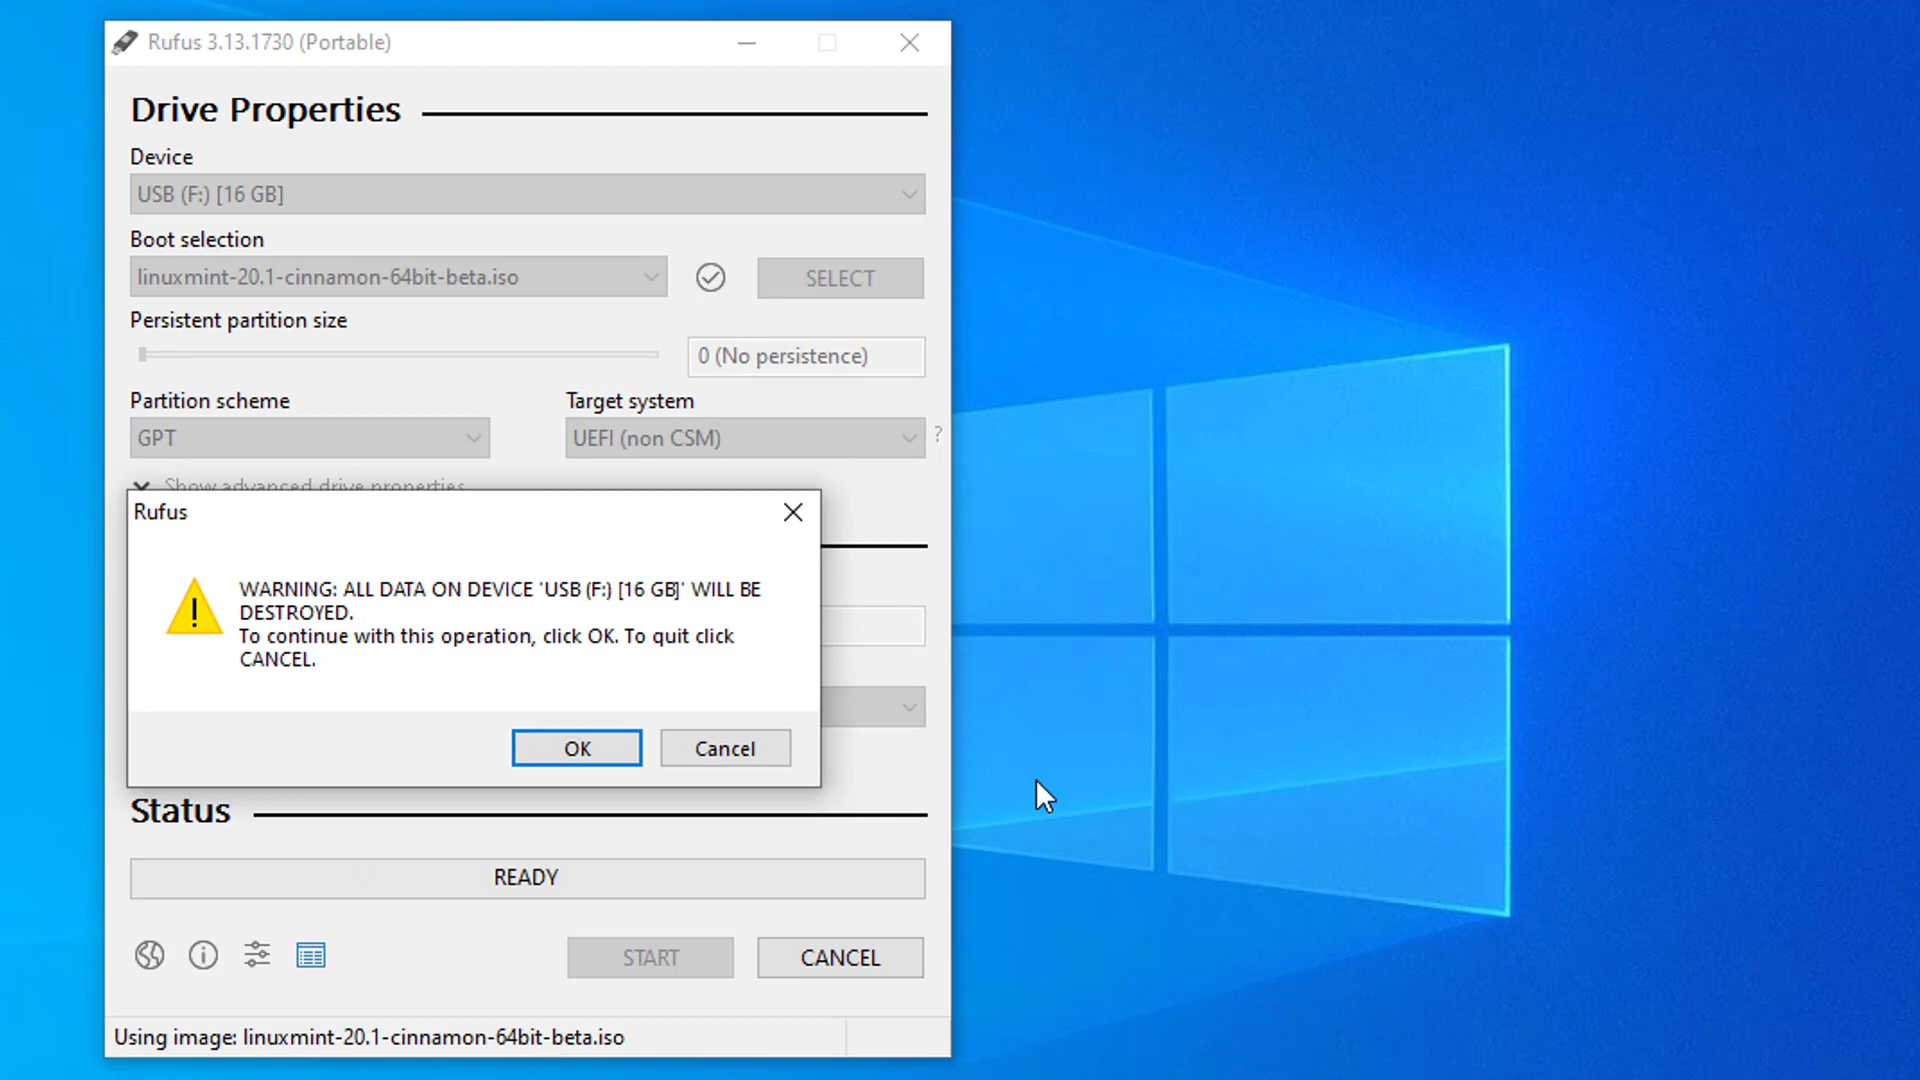 Rufus 3.13.1730 (Portable)
Drive Properties
Device
USB (F:) [16 GB]
Boot selection
linuxmint-20.1-cinnamon-64bit-beta.iso
SELECT
Persistent partition size
0 (No persistence)
Partition scheme
Target system
GPT
UEFI (non CSM)
?
Show advanced drive properties
Rufus
WARNING: ALL DATA ON DEVICE 'USB (F:) [16 GB]' WILL BE
DESTROYED.
To continue with this operation, click OK. To quit click
CANCEL.
OK
Cancel
Status
READY
START
CANCEL
Using image: linuxmint-20.1-cinnamon-64bit-beta.iso